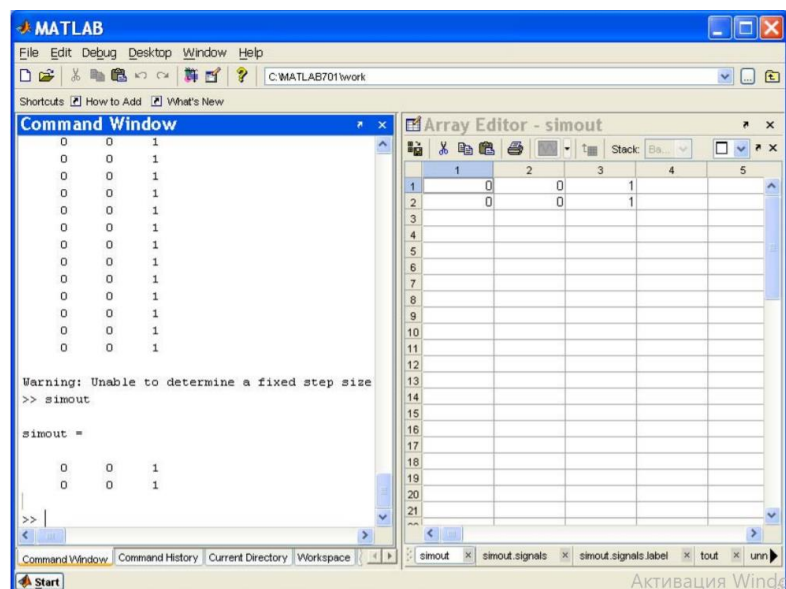 MATLAB
File Edit Debug Desktop Window Help
C:\MATLAB701\work
Shortcuts How to Add What's New
Command Window
0 0 1
0 0 1
0 0 1
0 0 1
0 0 1
0 0 1
0 0 1
0 0 1
0 0 1
0 0 1
0 0 1
0 0 1
0 0 1
Warning: Unable to determine a fixed step size
>> simout
simout =
0 0 1
0 0 1
>>
Command Window Command History Current Directory Workspace
Array Editor - simout
Stack: Ba...
1 2 3 4 5
1 0 0 1
2 0 0 1
3
4
5
6
7
8
9
10
11
12
13
14
15
16
17
18
19
20
21
simout simout.signals simout.signals.label tout unn
Start
Активация Windo